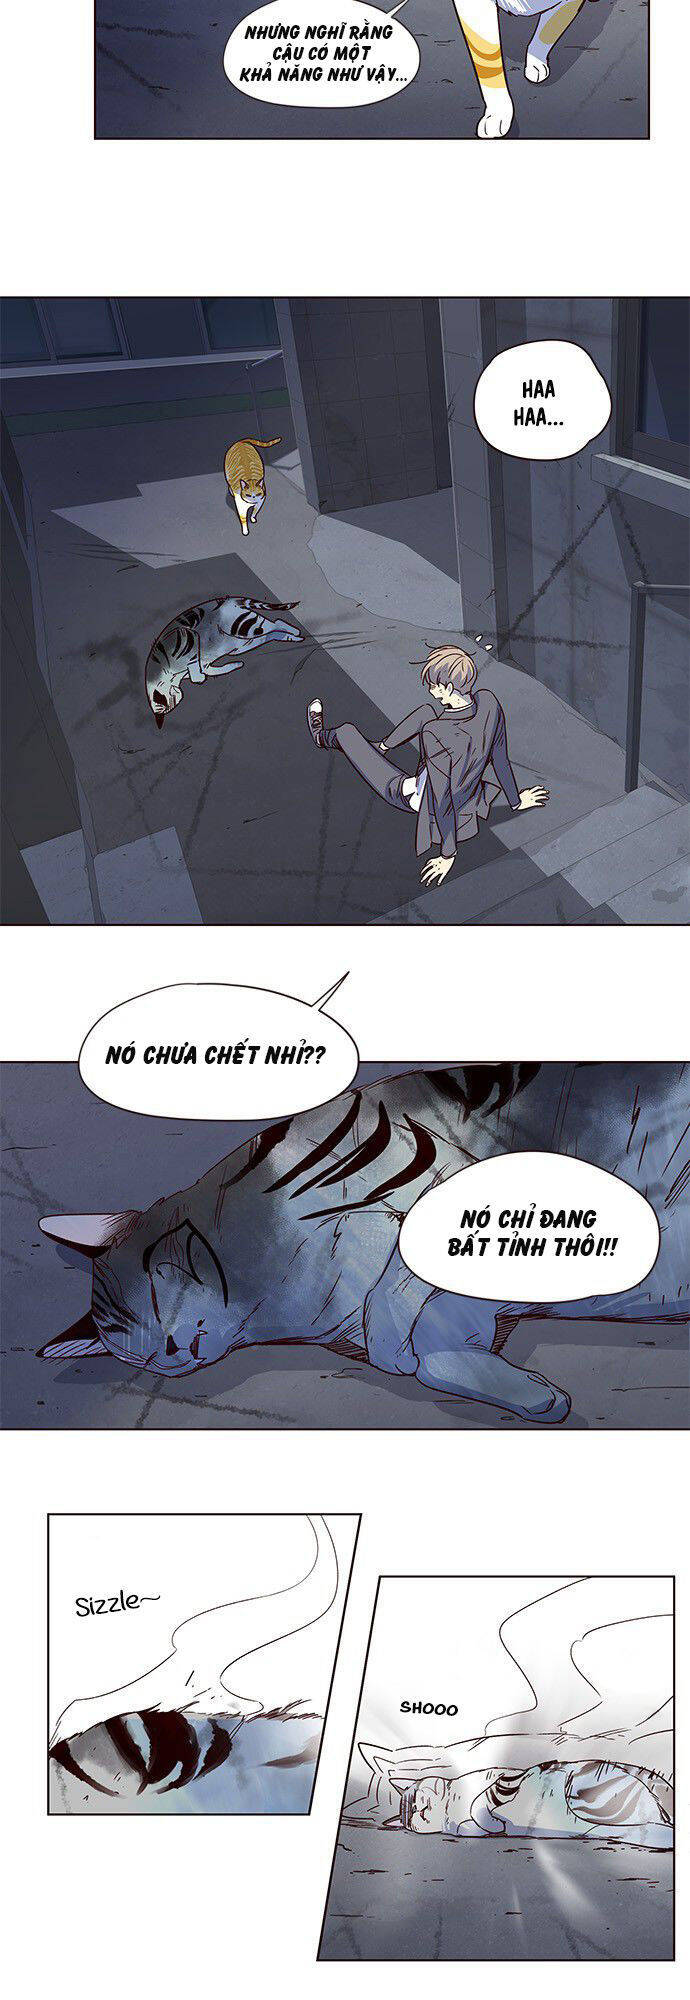 NHƯNG NGHĨ RẰNG
CẬU CÓ MỘT
KHẢ NĂNG NHƯ VẬY...
HAA
HAA...
NÓ CHƯA CHẾT NHỈ??
NÓ CHỈ ĐANG
BẤT TỈNH THÔI!!
Sizzle~
SHOOO